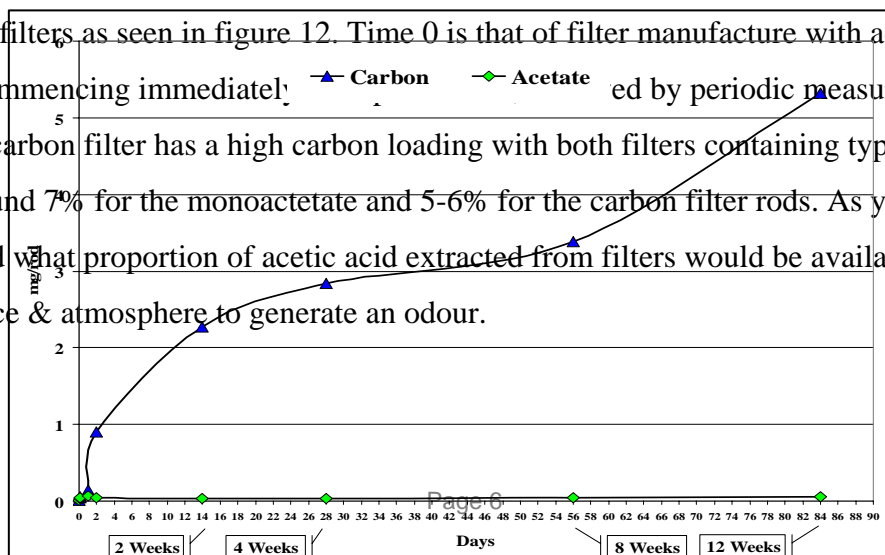 filters as seen in figure 12. Time 0 is that of filter manufacture with a
6
Carbon Acetate
mmencing immediately ed by periodic measu
5
carbon filter has a high carbon loading with both filters containing typ
4
und 7% for the monoactetate and 5-6% for the carbon filter rods. As y
what proportion of acetic acid extracted from filters would be availa
mg/rod
3
ce & atmosphere to generate an odour.
2
1
0
Page 6
0 2 4 6 8 10 12 14 16 18 20 22 24 26 28 30 32 34 36 38 40 42 44 46 48 50 52 54 56 58 60 62 64 66 68 70 72 74 76 78 80 82 84 86 88 90
2 Weeks 4 Weeks Days 8 Weeks 12 Weeks